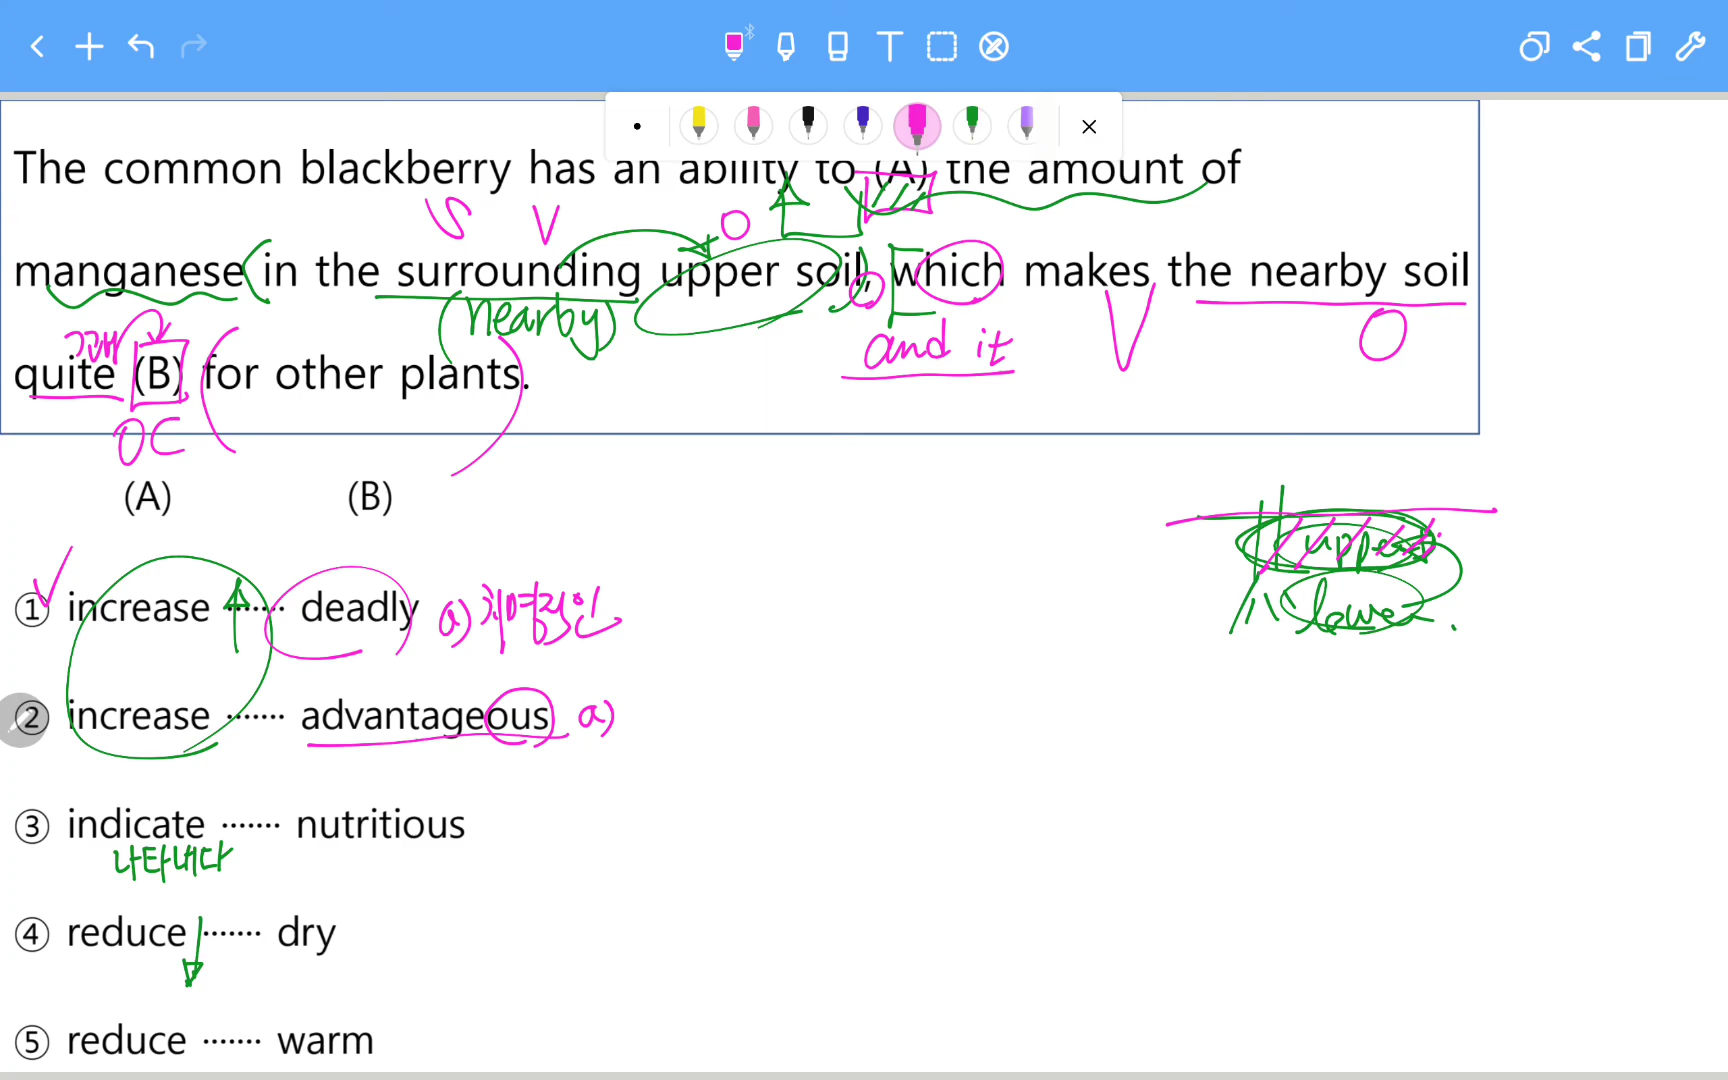 The common blackberry has an ability to (A) the amount of
S V O
manganese (in the surrounding upper soil), [which makes the nearby soil
(nearby) and it V O
꽤
quite (B) (for other plants).
OC
(A) (B)
upper
lower.
① increase ······· deadly a) 치명적인
② increase ······· advantageous a)
③ indicate ······· nutritious
나타내다
④ reduce ······· dry
⑤ reduce ······· warm